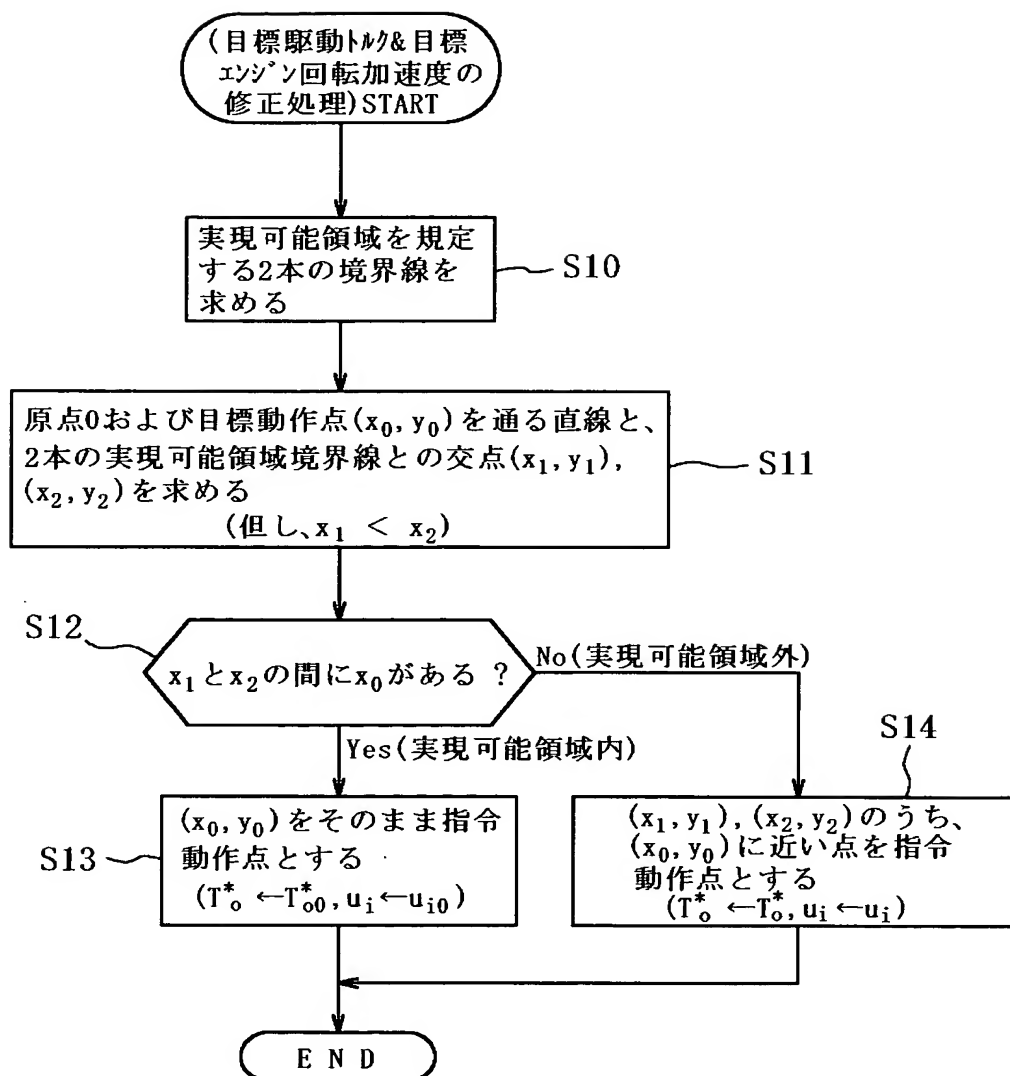 (目標駆動ﾄﾙｸ&目標
ｴﾝｼﾞﾝ回転加速度の
修正処理)START
実現可能領域を規定
する2本の境界線を
求める
S10
原点0および目標動作点(x₀,y₀)を通る直線と、
2本の実現可能領域境界線との交点(x₁,y₁),
(x₂,y₂)を求める
(但し、x₁ < x₂)
S11
S12
x₁とx₂の間にx₀がある ?
No(実現可能領域外)
Yes(実現可能領域内)
S13
(x₀,y₀)をそのまま指令
動作点とする
(T*ₒ ←T*ₒ₀,uᵢ←uᵢ₀)
S14
(x₁,y₁),(x₂,y₂)のうち、
(x₀,y₀)に近い点を指令
動作点とする
(T*ₒ ←T*ₒ,uᵢ←uᵢ)
E N D